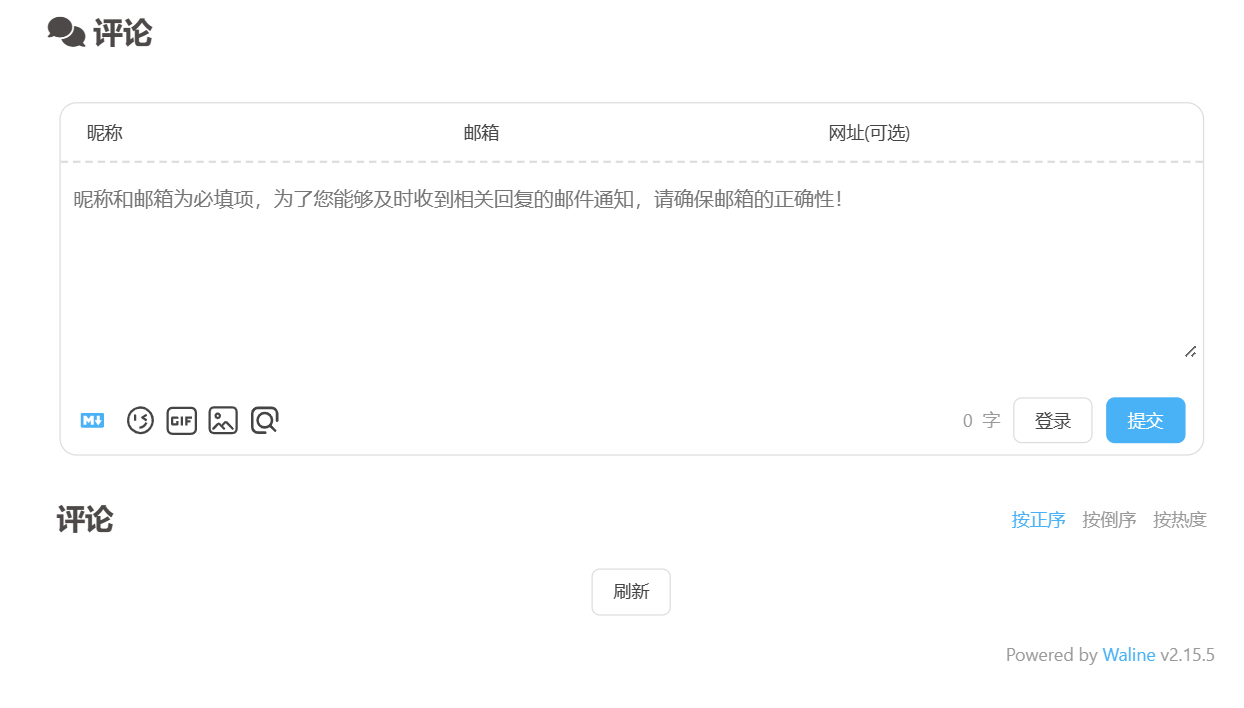 评论
昵称 邮箱 网址(可选)
昵称和邮箱为必填项，为了您能够及时收到相关回复的邮件通知，请确保邮箱的正确性！
M GIF 0 字 登录 提交
评论 按正序 按倒序 按热度
刷新
Powered by Waline v2.15.5